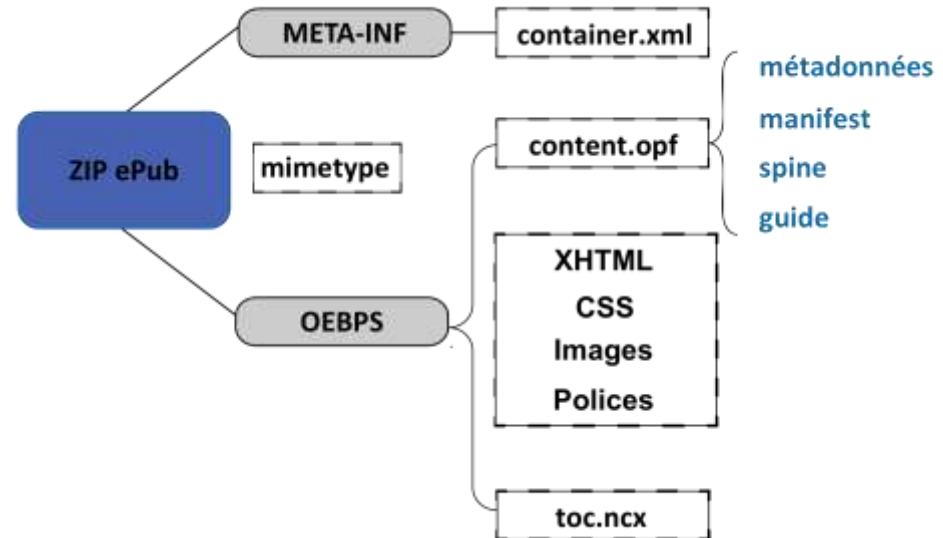 META-INF
container.xml
métadonnées
manifest
spine
guide
content.opf
ZIP ePub
mimetype
XHTML
CSS
Images
Polices
OEBPS
toc.ncx